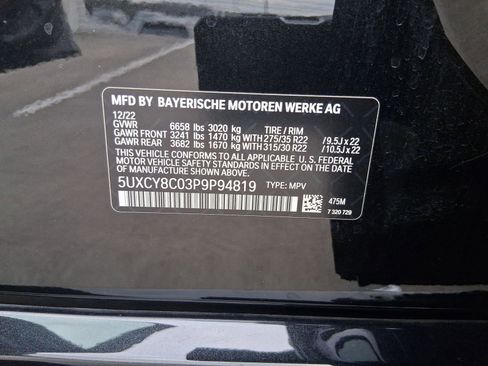 MFD BY BAYERISCHE MOTOREN WERKE AG
12/22
GVWR 6658 lbs 3020 kg TIRE / RIM
GAWR FRONT 3241 lbs 1470 kg WITH 275/35 R22 / 9.5J x 22
GAWR REAR 3682 lbs 1670 kg WITH 315/30 R22 / 10.5J x 22
THIS VEHICLE CONFORMS TO ALL APPLICABLE U.S. FEDERAL
MOTOR VEHICLE SAFETY STANDARDS IN EFFECT ON THE
DATE OF MANUFACTURE SHOWN ABOVE.
5UXCY8C03P9P94819 TYPE: MPV
475M
7 320 729